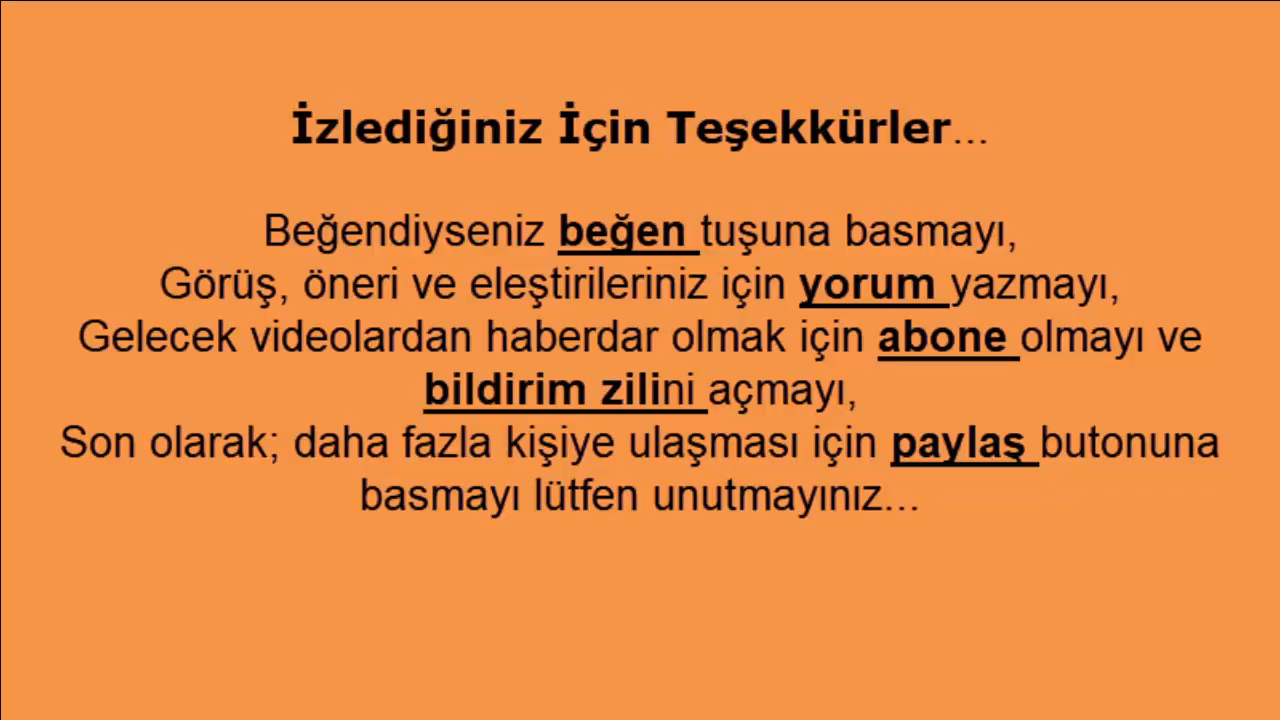 İzlediğiniz İçin Teşekkürler...
Beğendiyseniz beğen tuşuna basmayı,
Görüş, öneri ve eleştirileriniz için yorum yazmayı,
Gelecek videolardan haberdar olmak için abone olmayı ve
bildirim zilini açmayı,
Son olarak; daha fazla kişiye ulaşması için paylaş butonuna
basmayı lütfen unutmayınız...